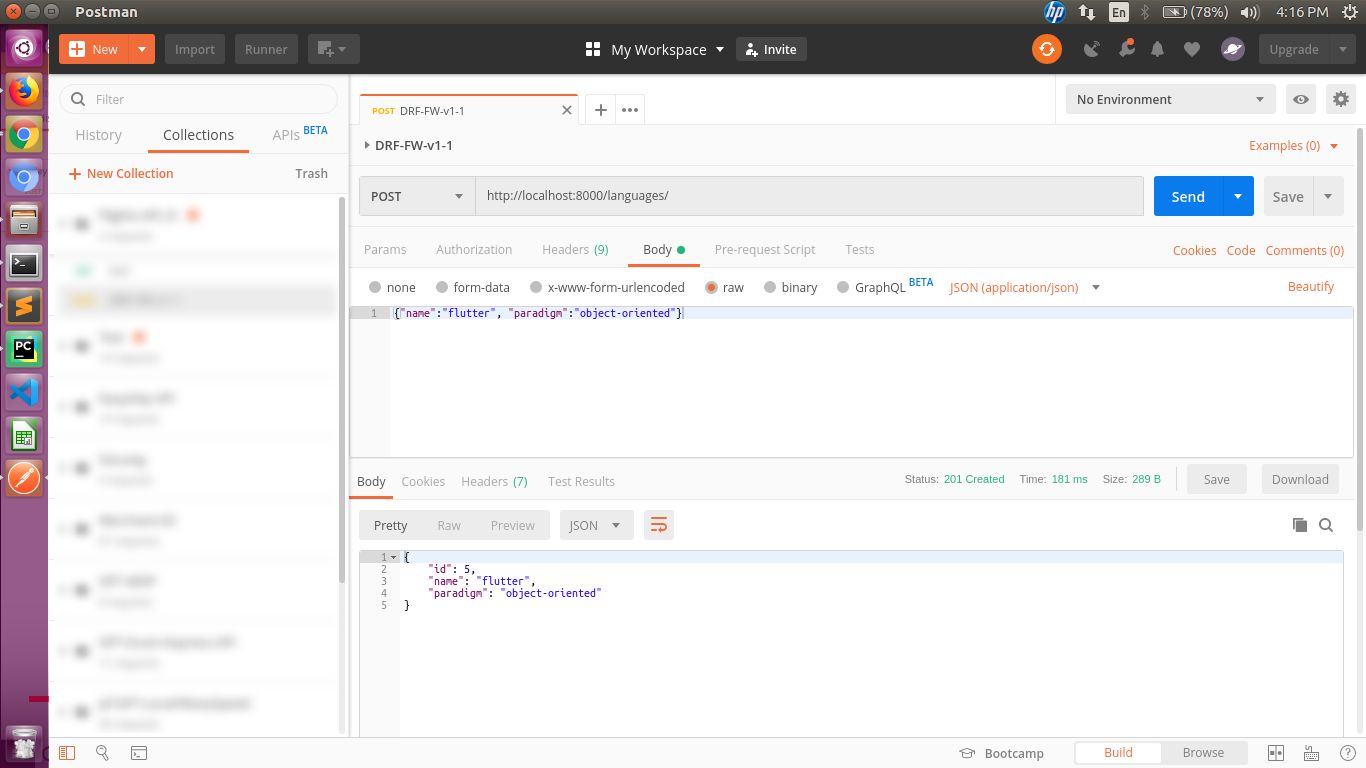 Postman
En
(78%)
4:16 PM
New
Import
Runner
My Workspace
Invite
Upgrade
Filter
History
Collections
APIs BETA
+ New Collection
Trash
POST DRF-FW-v1-1
No Environment
DRF-FW-v1-1
Examples (0)
POST
http://localhost:8000/languages/
Send
Save
Params
Authorization
Headers (9)
Body
Pre-request Script
Tests
Cookies
Code
Comments (0)
none
form-data
x-www-form-urlencoded
raw
binary
GraphQL BETA
JSON (application/json)
Beautify
1 {"name":"flutter", "paradigm":"object-oriented"}
Body
Cookies
Headers (7)
Test Results
Status: 201 Created
Time: 181 ms
Size: 289 B
Save
Download
Pretty
Raw
Preview
JSON
1 {
2 "id": 5,
3 "name": "flutter",
4 "paradigm": "object-oriented"
5 }
Bootcamp
Build
Browse